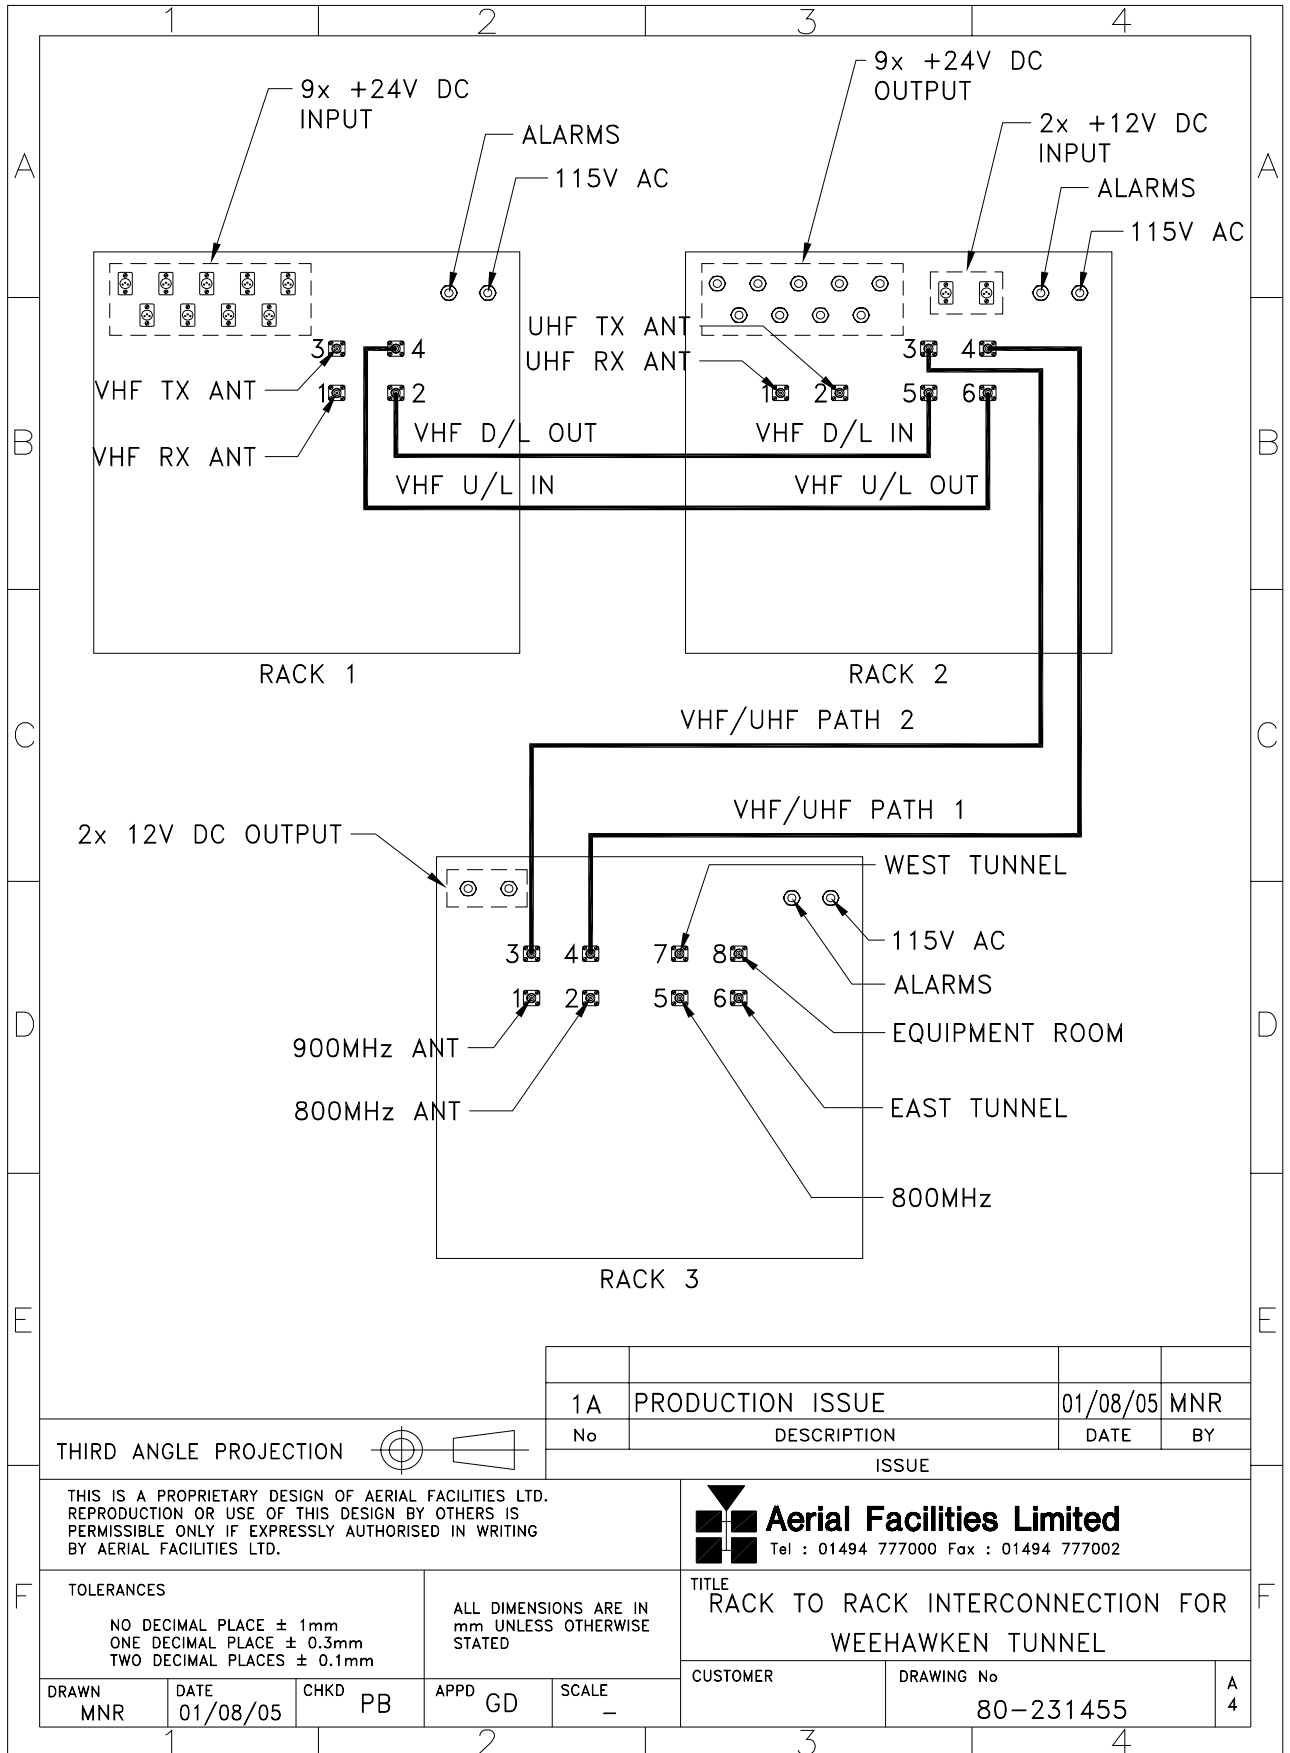 1 2 3 4
A A
B B
C C
D D
E E
F F
9x +24V DC
INPUT
ALARMS
115V AC
9x +24V DC
OUTPUT
2x +12V DC
INPUT
ALARMS
115V AC
3 4
1 2
VHF TX ANT
VHF RX ANT
UHF TX ANT
UHF RX ANT
3 4
1 2 5 6
VHF D/L OUT
VHF D/L IN
VHF U/L IN
VHF U/L OUT
RACK 1
RACK 2
VHF/UHF PATH 2
VHF/UHF PATH 1
2x 12V DC OUTPUT
WEST TUNNEL
115V AC
ALARMS
3 4 7 8
1 2 5 6
900MHz ANT
800MHz ANT
EQUIPMENT ROOM
EAST TUNNEL
800MHz
RACK 3
1A PRODUCTION ISSUE 01/08/05 MNR
No DESCRIPTION DATE BY
ISSUE
THIRD ANGLE PROJECTION
THIS IS A PROPRIETARY DESIGN OF AERIAL FACILITIES LTD.
REPRODUCTION OR USE OF THIS DESIGN BY OTHERS IS
PERMISSIBLE ONLY IF EXPRESSLY AUTHORISED IN WRITING
BY AERIAL FACILITIES LTD.
Aerial Facilities Limited
Tel : 01494 777000 Fax : 01494 777002
TOLERANCES
NO DECIMAL PLACE ± 1mm
ONE DECIMAL PLACE ± 0.3mm
TWO DECIMAL PLACES ± 0.1mm
ALL DIMENSIONS ARE IN
mm UNLESS OTHERWISE
STATED
TITLE
RACK TO RACK INTERCONNECTION FOR
WEEHAWKEN TUNNEL
DRAWN
MNR
DATE
01/08/05
CHKD
PB
APPD
GD
SCALE
–
CUSTOMER
DRAWING No
80-231455
A
4
1 2 3 4